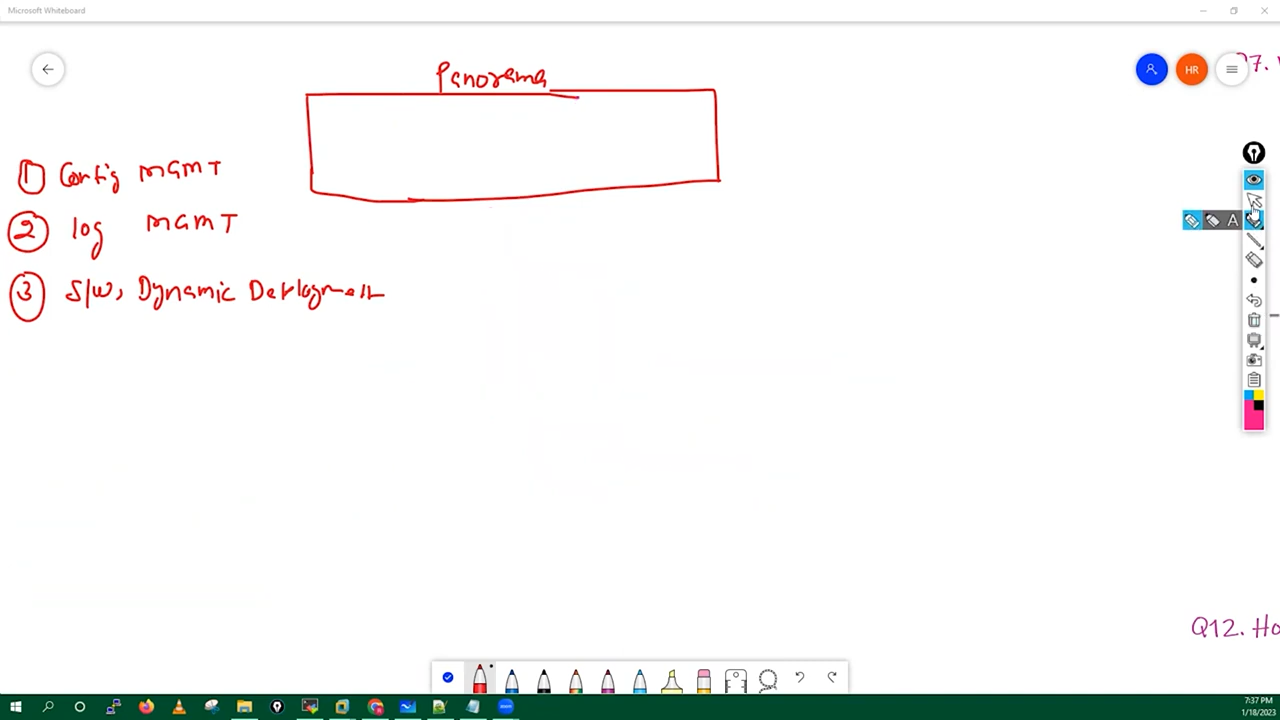 Microsoft Whiteboard
Q7.
HR
Panorama
① Config MGMT
② log MGMT
③ S/W, Dynamic Deployment
A
Q12. Ho
7:37 PM
1/18/2023